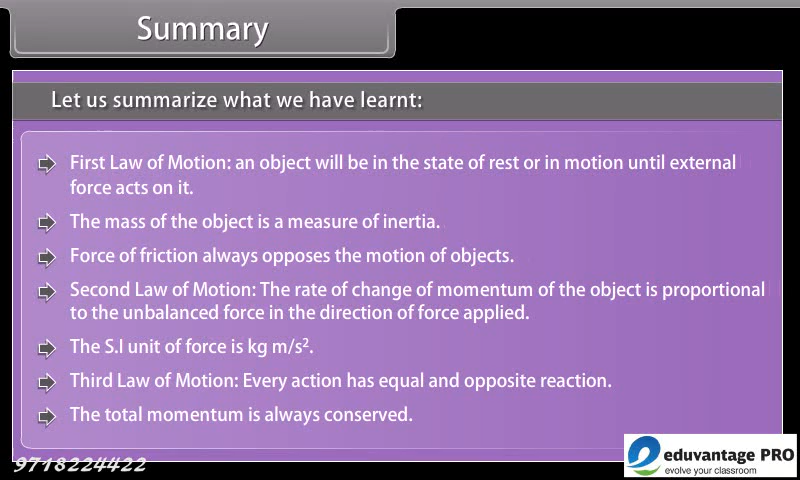 Summary
Let us summarize what we have learnt:
First Law of Motion: an object will be in the state of rest or in motion until external
force acts on it.
The mass of the object is a measure of inertia.
Force of friction always opposes the motion of objects.
Second Law of Motion: The rate of change of momentum of the object is proportional
to the unbalanced force in the direction of force applied.
The S.I unit of force is kg m/s².
Third Law of Motion: Every action has equal and opposite reaction.
The total momentum is always conserved.
9718224422
eduvantage PRO
evolve your classroom